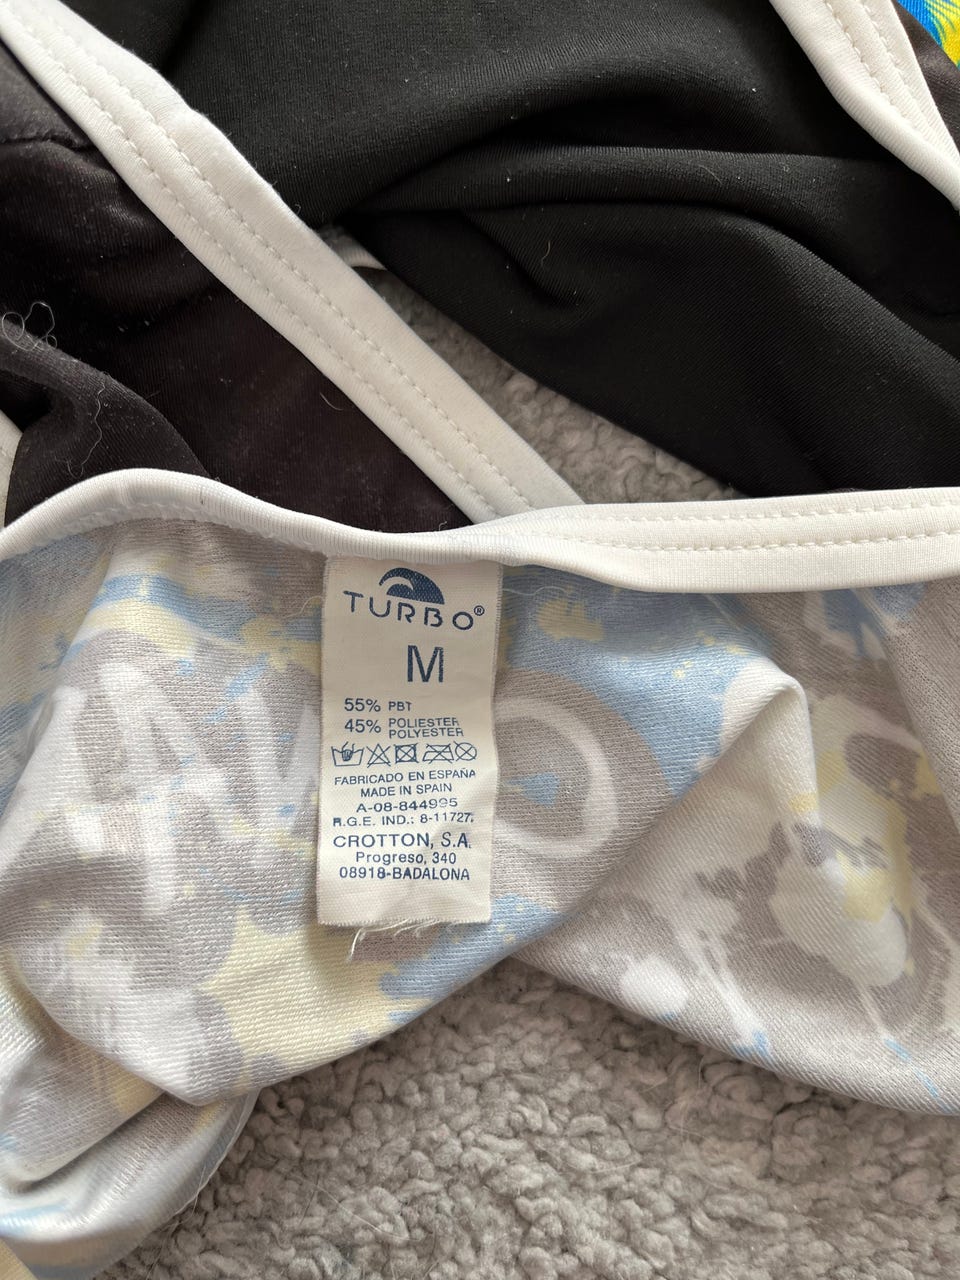 TURBO®
M
55% PBT
45% POLIESTER
POLYESTER
FABRICADO EN ESPAÑA
MADE IN SPAIN
A-08-844995
R.G.E. IND.: 8-11727.
CROTTON, S.A.
Progreso, 340
08918-BADALONA